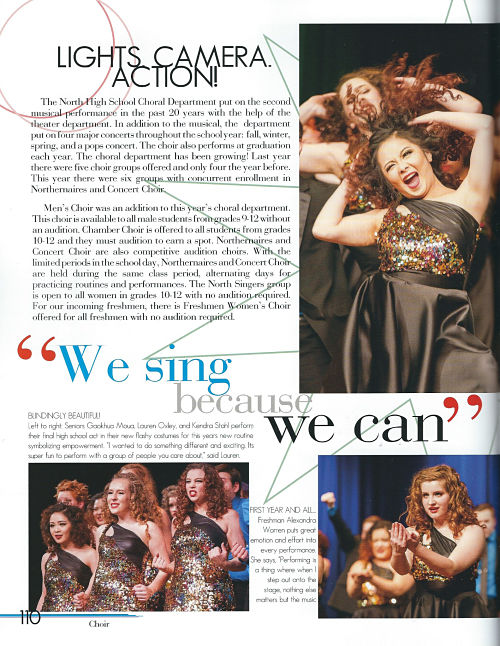 LIGHTS. CAMERA.
ACTION!
The North High School Choral Department put on the second
musical performance in the past 20 years with the help of the
theater department. In addition to the musical, the department
put on four major concerts throughout the school year: fall, winter,
spring, and a pops concert. The choir also performs at graduation
each year. The choral department has been growing! Last year
there were five choir groups offered and only four the year before.
This year there were six groups with concurrent enrollment in
Northernaires and Concert Choir.
Men's Choir was an addition to this year's choral department.
This choir is available to all male students from grades 9-12 without
an audition. Chamber Choir is offered to all students from grades
10-12 and they must audition to earn a spot. Northernaires and
Concert Choir are also competitive audition choirs. With the
limited periods in the school day, Northernaires and Concert Choir
are held during the same class period, alternating days for
practicing routines and performances. The North Singers group
is open to all women in grades 10-12 with no audition required.
For our incoming freshmen, there is Freshmen Women's Choir
offered for all freshmen with no audition required.
“We sing
because
we can”
BLINDINGLY BEAUTIFUL!
Left to right: Seniors Gaokhua Moua, Lauren Oxley, and Kendra Stahl perform
their final high school act in their new flashy costumes for this years new routine
symbolizing empowerment. "I wanted to do something different and exciting. Its
super fun to perform with a group of people you care about," said Lauren.
FIRST YEAR AND ALL...
Freshman Alexandra
Warren puts great
emotion and effort into
every performance.
She says, "Performing is
a thing where when I
step out onto the
stage, nothing else
matters but the music
110
Choir